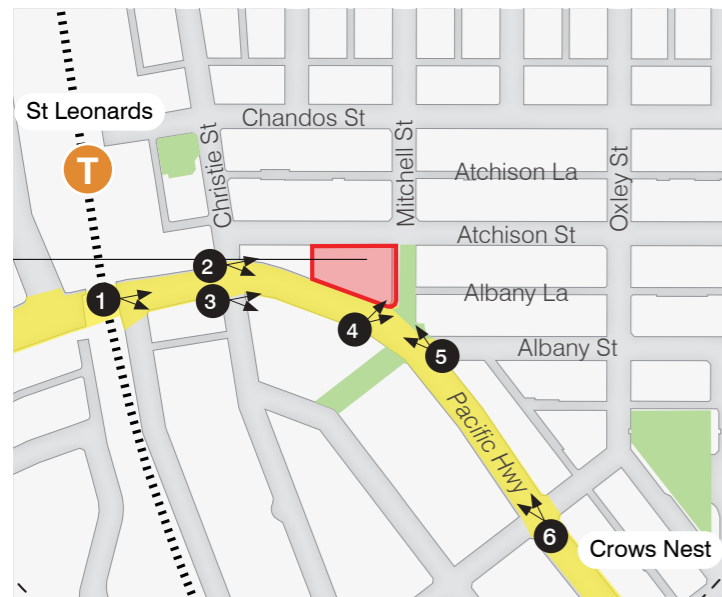 St Leonards
T
Chandos St
Christie St
Mitchell St
Oxley St
Atchison La
Atchison St
2
1
3
Albany La
4
5
Albany St
Pacific Hwy
6
Crows Nest